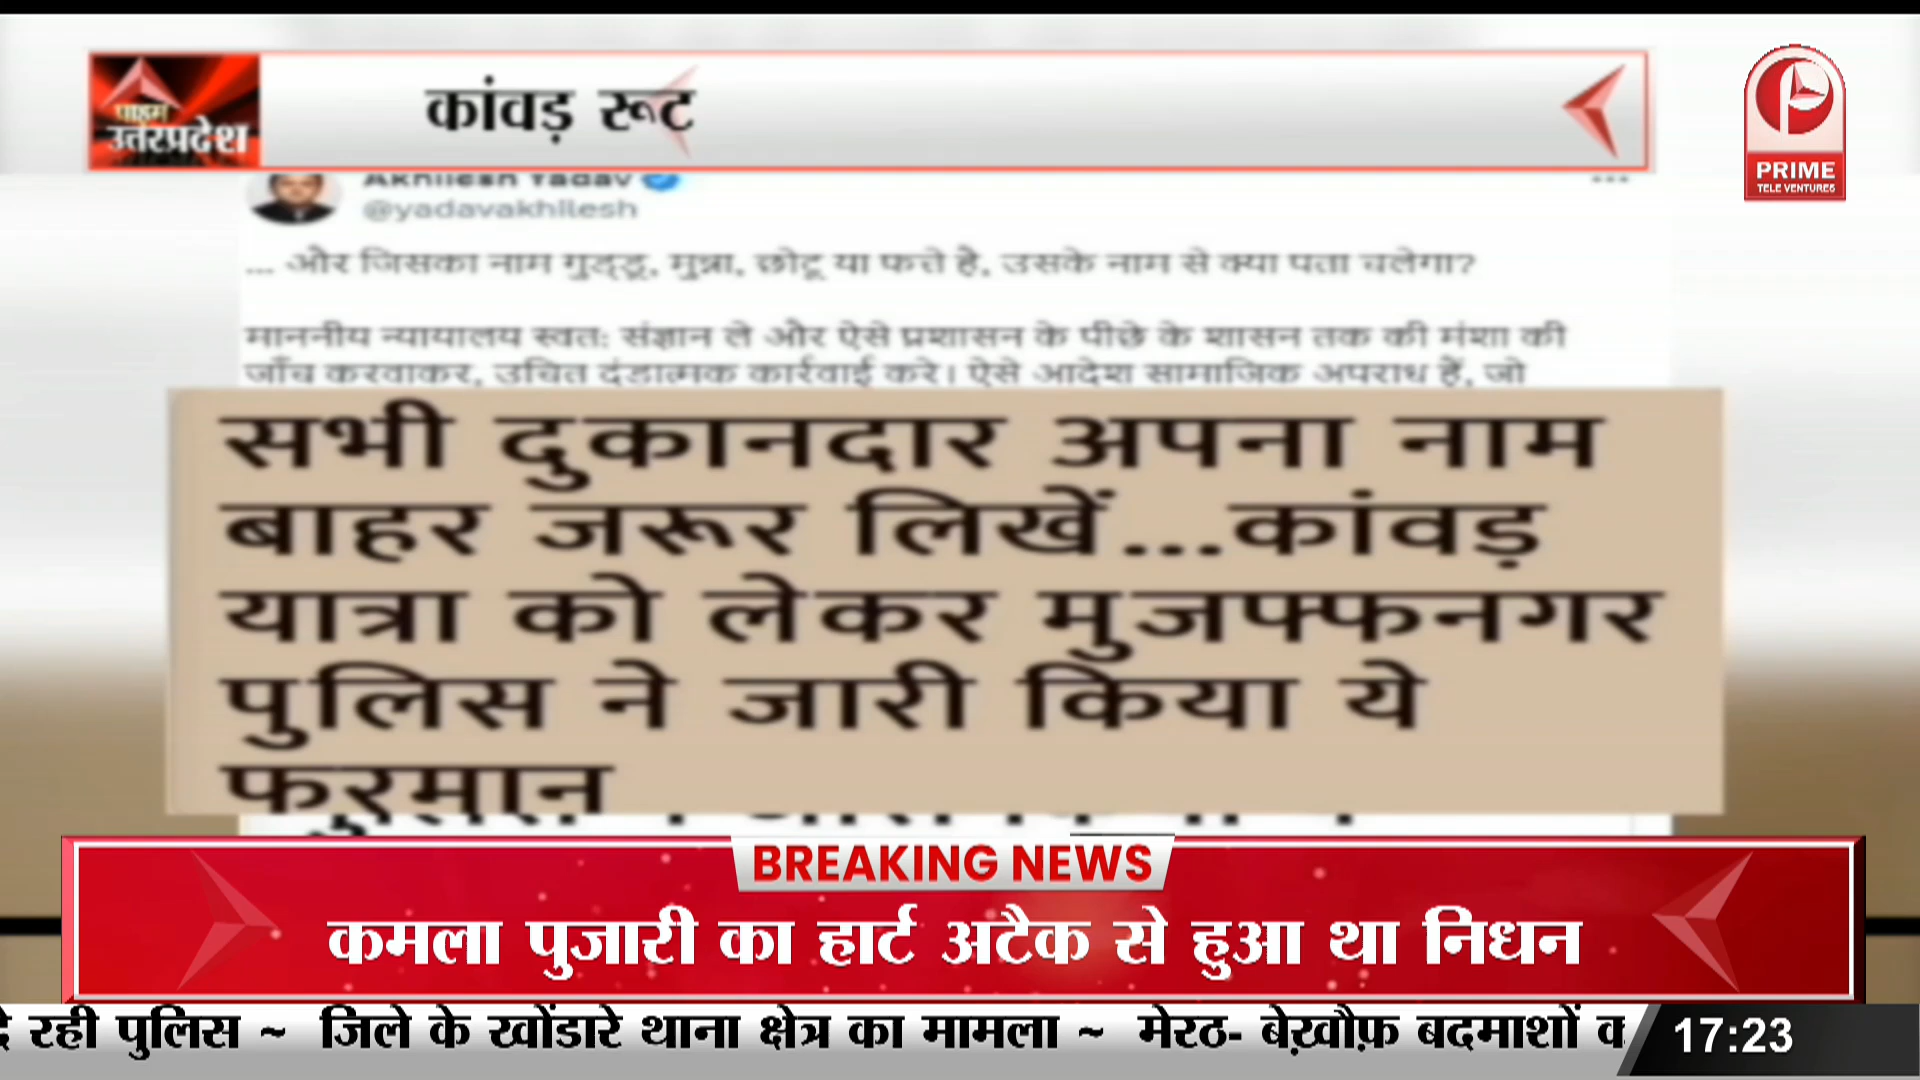 कांवड़ रूट
प्राइम
उत्तरप्रदेश
PRIME
TELE VENTURES
Akhilesh Yadav
@yadavakhilesh
... और जिसका नाम गुड्डू, मुन्ना, छोटू या फत्ते है, उसके नाम से क्या पता चलेगा?
माननीय न्यायालय स्वत: संज्ञान ले और ऐसे प्रशासन के पीछे के शासन तक की मंशा की
जाँच करवाकर, उचित दंडात्मक कार्रवाई करे। ऐसे आदेश सामाजिक अपराध हैं, जो
सभी दुकानदार अपना नाम
बाहर जरूर लिखें...कांवड़
यात्रा को लेकर मुजफ्फनगर
पुलिस ने जारी किया ये
फरमान
BREAKING NEWS
कमला पुजारी का हार्ट अटैक से हुआ था निधन
रही पुलिस ~ जिले के खोंडारे थाना क्षेत्र का मामला ~ मेरठ- बेख़ौफ़ बदमाशों
17:23